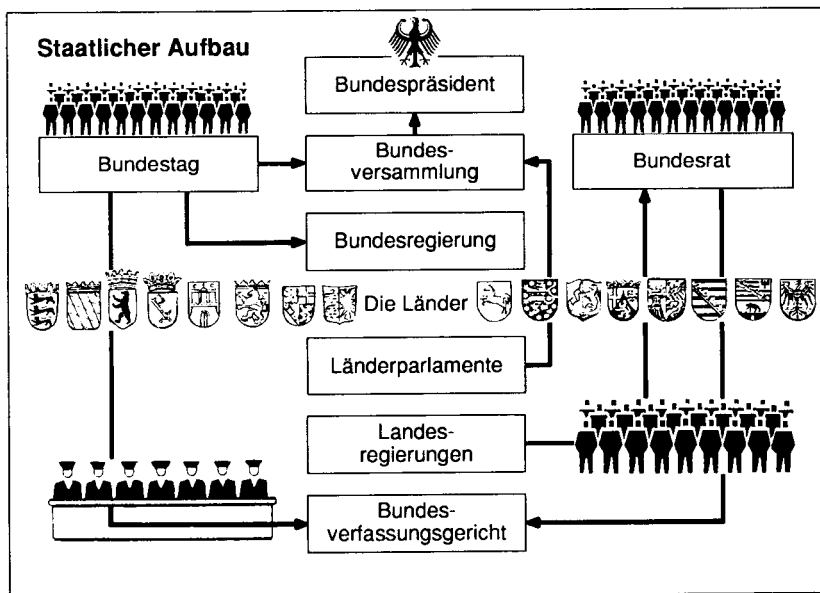 Staatlicher Aufbau
Bundespräsident
Bundestag
Bundes-
versammlung
Bundesrat
Bundesregierung
Die Länder
Länderparlamente
Landes-
regierungen
Bundes-
verfassungsgericht